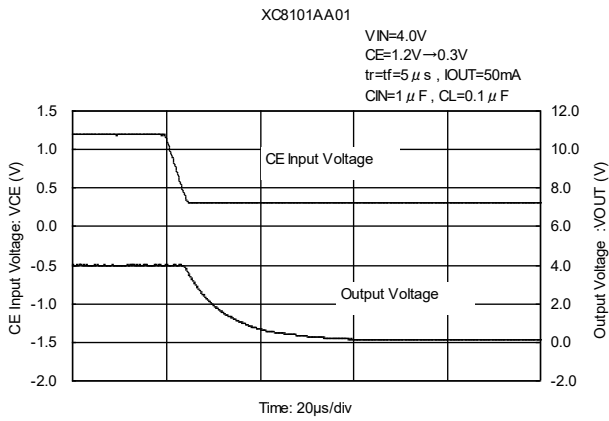 XC8101AA01
VIN=4.0V
CE=1.2V→0.3V
tr=tf=5μs , IOUT=50mA
CIN=1μF , CL=0.1μF
CE Input Voltage: VCE (V)
1.5
1.0
0.5
0.0
-0.5
-1.0
-1.5
-2.0
CE Input Voltage
Output Voltage
12.0
10.0
8.0
6.0
4.0
2.0
0.0
-2.0
Output Voltage :VOUT (V)
Time: 20μs/div